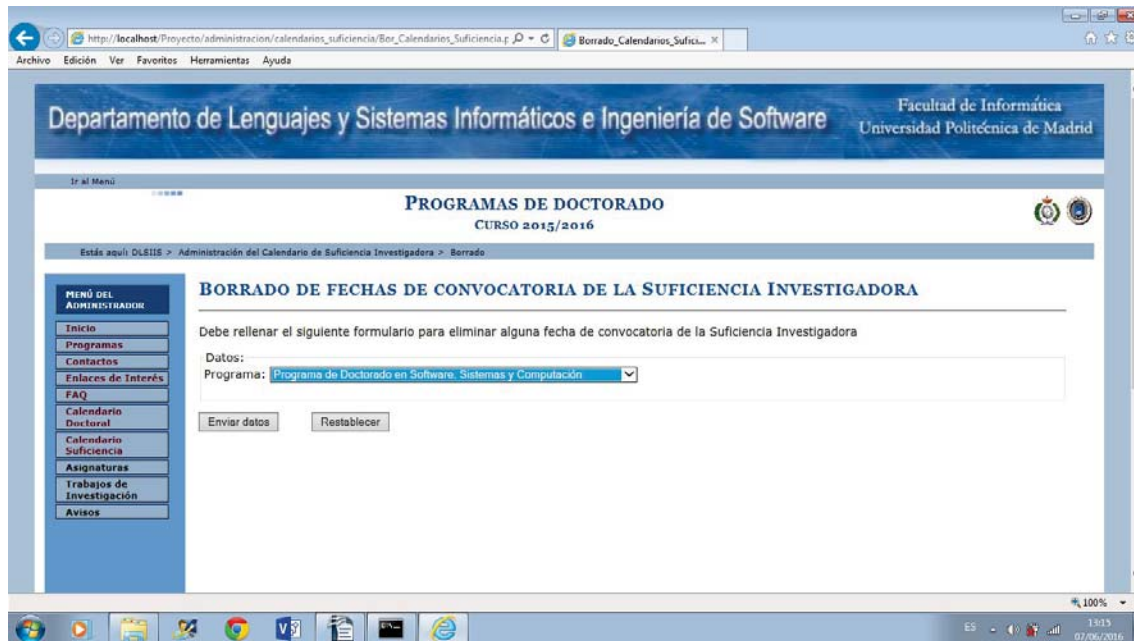 http://localhost/Proyecto/administracion/calendarios_suficiencia/Bor_Calendarios_Suficiencia.p
Borrado_Calendarios_Sufici...
Archivo Edición Ver Favoritos Herramientas Ayuda
Departamento de Lenguajes y Sistemas Informáticos e Ingeniería de Software
Facultad de Informática
Universidad Politécnica de Madrid
Ir al Menú
PROGRAMAS DE DOCTORADO
CURSO 2015/2016
Estás aquí: DLSIIS > Administración del Calendario de Suficiencia Investigadora > Borrado
MENÚ DEL
ADMINISTRADOR
Inicio
Programas
Contactos
Enlaces de Interés
FAQ
Calendario
Doctoral
Calendario
Suficiencia
Asignaturas
Trabajos de
Investigación
Avisos
BORRADO DE FECHAS DE CONVOCATORIA DE LA SUFICIENCIA INVESTIGADORA
Debe rellenar el siguiente formulario para eliminar alguna fecha de convocatoria de la Suficiencia Investigadora
Datos:
Programa: Programa de Doctorado en Software, Sistemas y Computación
Enviar datos Restablecer
100%
ES
13:15
07/06/2016